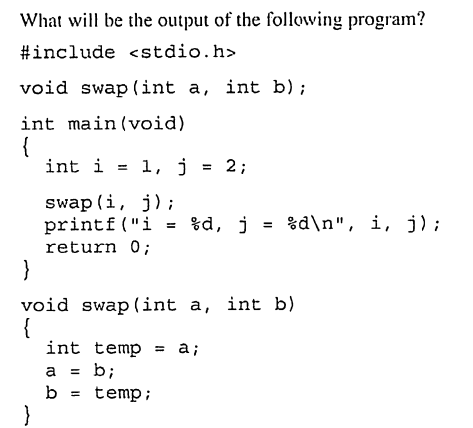 What will be the output of the following program?
#include <stdio.h>
void swap(int a, int b);
int main(void)
{
int i = 1, j = 2;
swap(i, j);
printf("i = %d, j = %d\n", i, j);
return 0;
}
void swap(int a, int b)
{
int temp = a;
a = b;
b = temp;
}